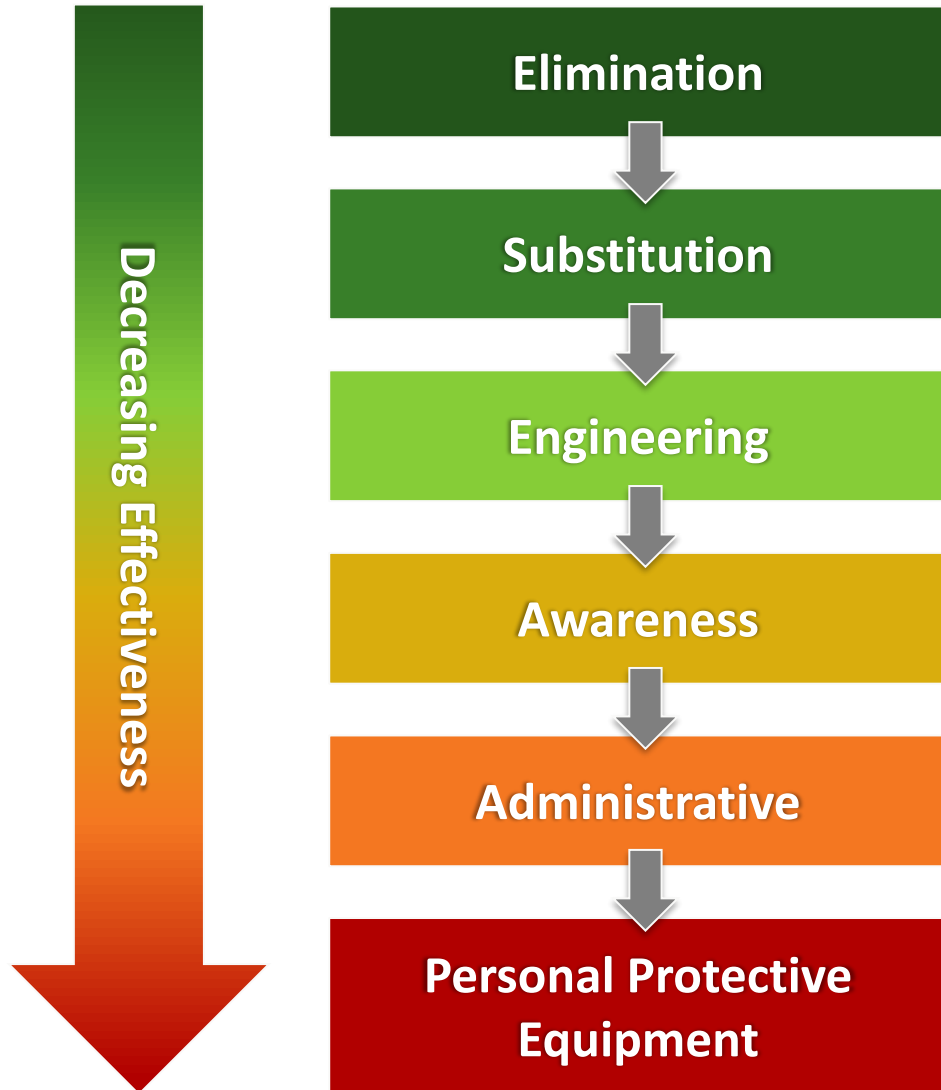 Decreasing Effectiveness
Elimination
Substitution
Engineering
Awareness
Administrative
Personal Protective
Equipment